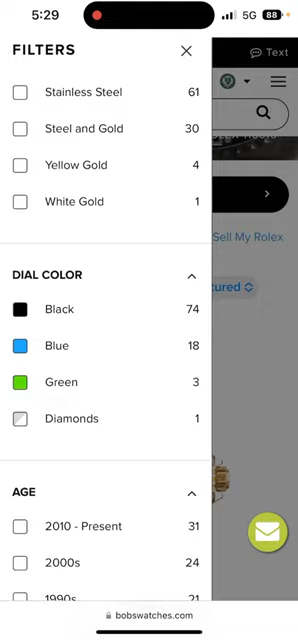 5:29
5G 88
FILTERS
Text
Stainless Steel 61
Steel and Gold 30
Yellow Gold 4
White Gold 1
Sell My Rolex
DIAL COLOR
tured
Black 74
Blue 18
Green 3
Diamonds 1
AGE
2010 - Present 31
2000s 24
1990s 21
bobswatches.com